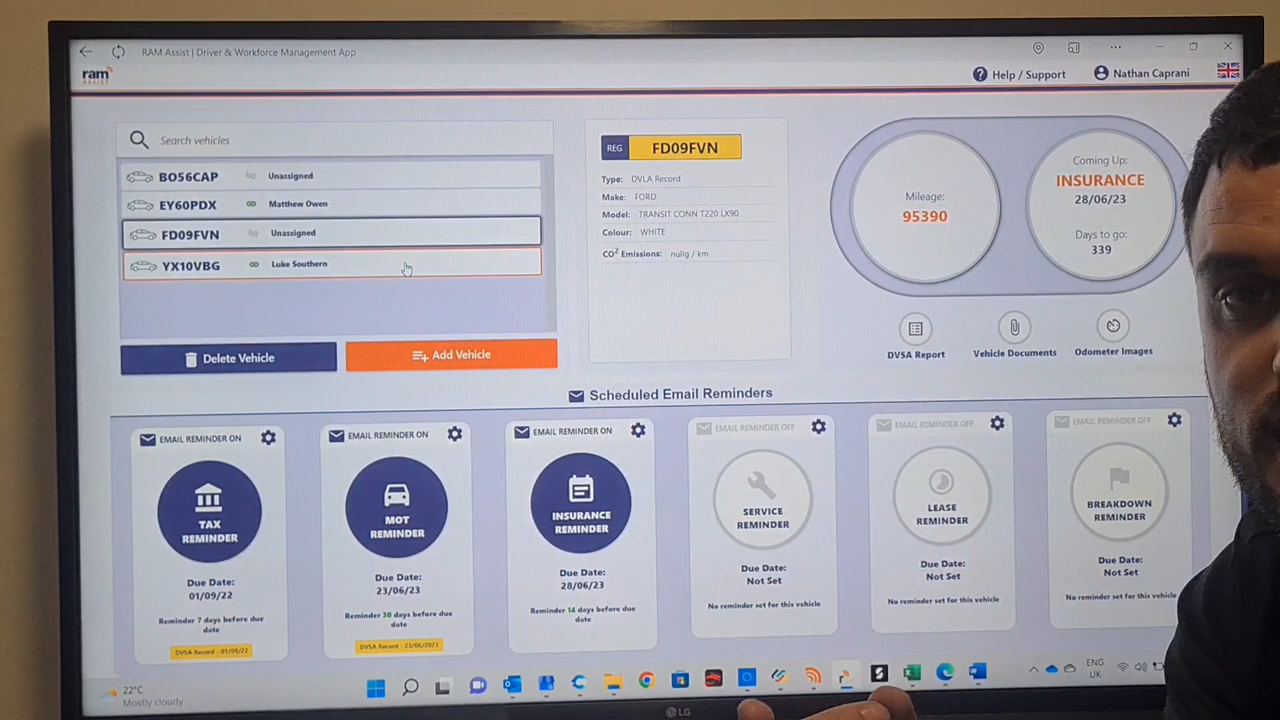 RAM Assist | Driver & Workforce Management App
ram
ASSIST
Help / Support
Nathan Caprani
Search vehicles
BO56CAP Unassigned
EY60PDX Matthew Owen
FD09FVN Unassigned
YX10VBG Luke Southern
Delete Vehicle
Add Vehicle
REG FD09FVN
Type: DVLA Record
Make: FORD
Model: TRANSIT CONN T220 LX90
Colour: WHITE
CO2 Emissions: nullg / km
Mileage:
95390
Coming Up:
INSURANCE
28/06/23
Days to go:
339
DVSA Report
Vehicle Documents
Odometer Images
Scheduled Email Reminders
EMAIL REMINDER ON
TAX
REMINDER
Due Date:
01/09/22
Reminder 7 days before due
date
DVSA Record - 01/09/22
EMAIL REMINDER ON
MOT
REMINDER
Due Date:
23/06/23
Reminder 30 days before due
date
DVSA Record - 23/06/2023
EMAIL REMINDER ON
INSURANCE
REMINDER
Due Date:
28/06/23
Reminder 14 days before due
date
EMAIL REMINDER OFF
SERVICE
REMINDER
Due Date:
Not Set
No reminder set for this vehicle
EMAIL REMINDER OFF
LEASE
REMINDER
Due Date:
Not Set
No reminder set for this vehicle
EMAIL REMINDER OFF
BREAKDOWN
REMINDER
Due Date:
Not Set
No reminder set for this vehicle
22°C
Mostly cloudy
ENG
UK
LG